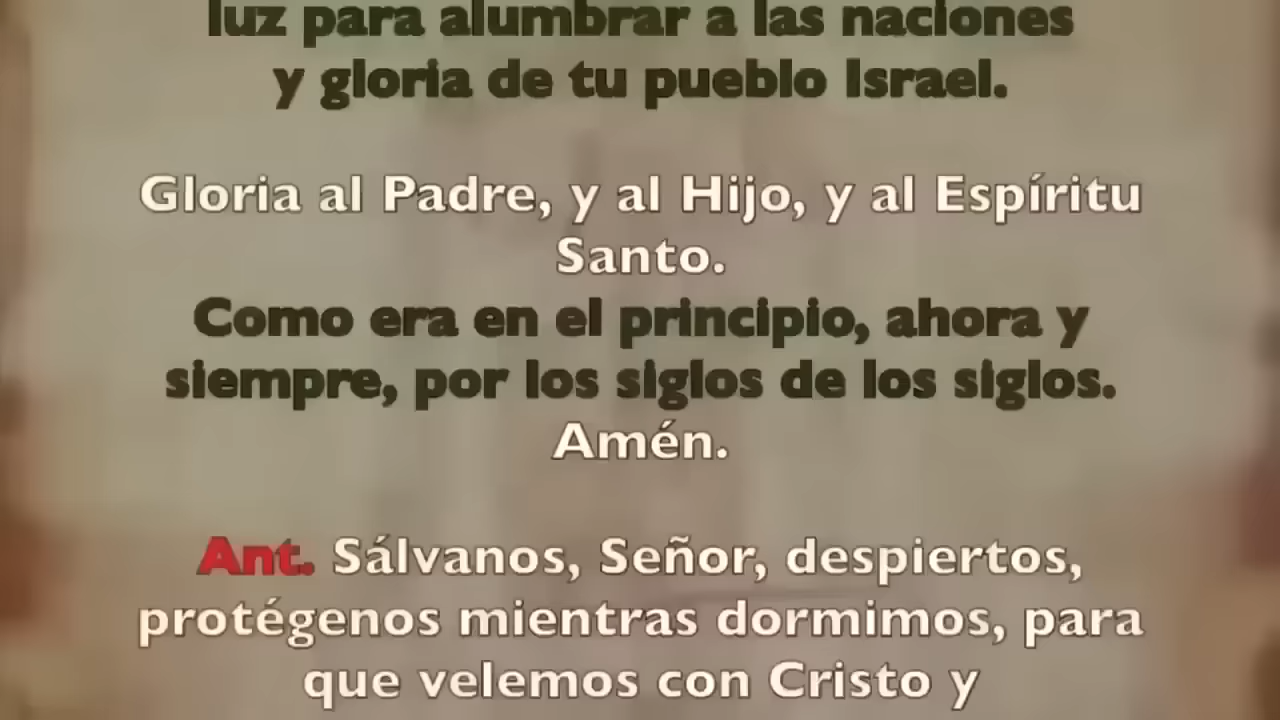 luz para alumbrar a las naciones
y gloria de tu pueblo Israel.
Gloria al Padre, y al Hijo, y al Espíritu
Santo.
Como era en el principio, ahora y
siempre, por los siglos de los siglos.
Amén.
Ant. Sálvanos, Señor, despiertos,
protégenos mientras dormimos, para
que velemos con Cristo y